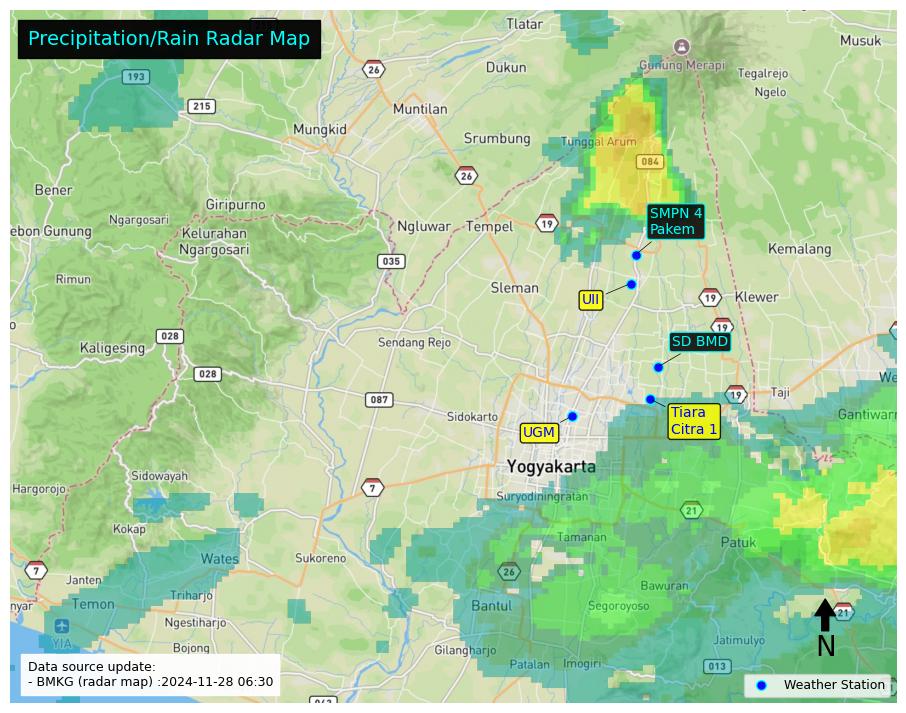 Precipitation/Rain Radar Map
Tlatar
Musuk
193
26
Dukun
Gunung Merapi
Tegalrejo
Ngelo
215
Muntilan
Mungkid
Srumbung
Tunggal Arum
084
26
Bener
Giripurno
Ngargosari
ebon Gunung
Kelurahan
Ngargosari
Ngluwar
Tempel
19
SMPN 4
Pakem
Kemalang
035
Rimun
Sleman
UII
19
Klewer
19
028
Kaligesing
Sendang Rejo
SD BMD
028
We
087
Sidokarto
19
Taji
Tiara
Citra 1
Gantiwar
UGM
Yogyakarta
Sidowayah
Hargorojo
7
Suryodiningratan
21
Kokap
Tamanan
Patuk
Wates
Sukoreno
26
7
Janten
Bawuran
nyar
Temon
Triharjo
Bantul
Segoroyoso
21
YIA
Ngestiharjo
N
Bojong
Gilangharjo
Jatimulyo
Patalan
Imogiri
013
Data source update:
- BMKG (radar map) :2024-11-28 06:30
Weather Station